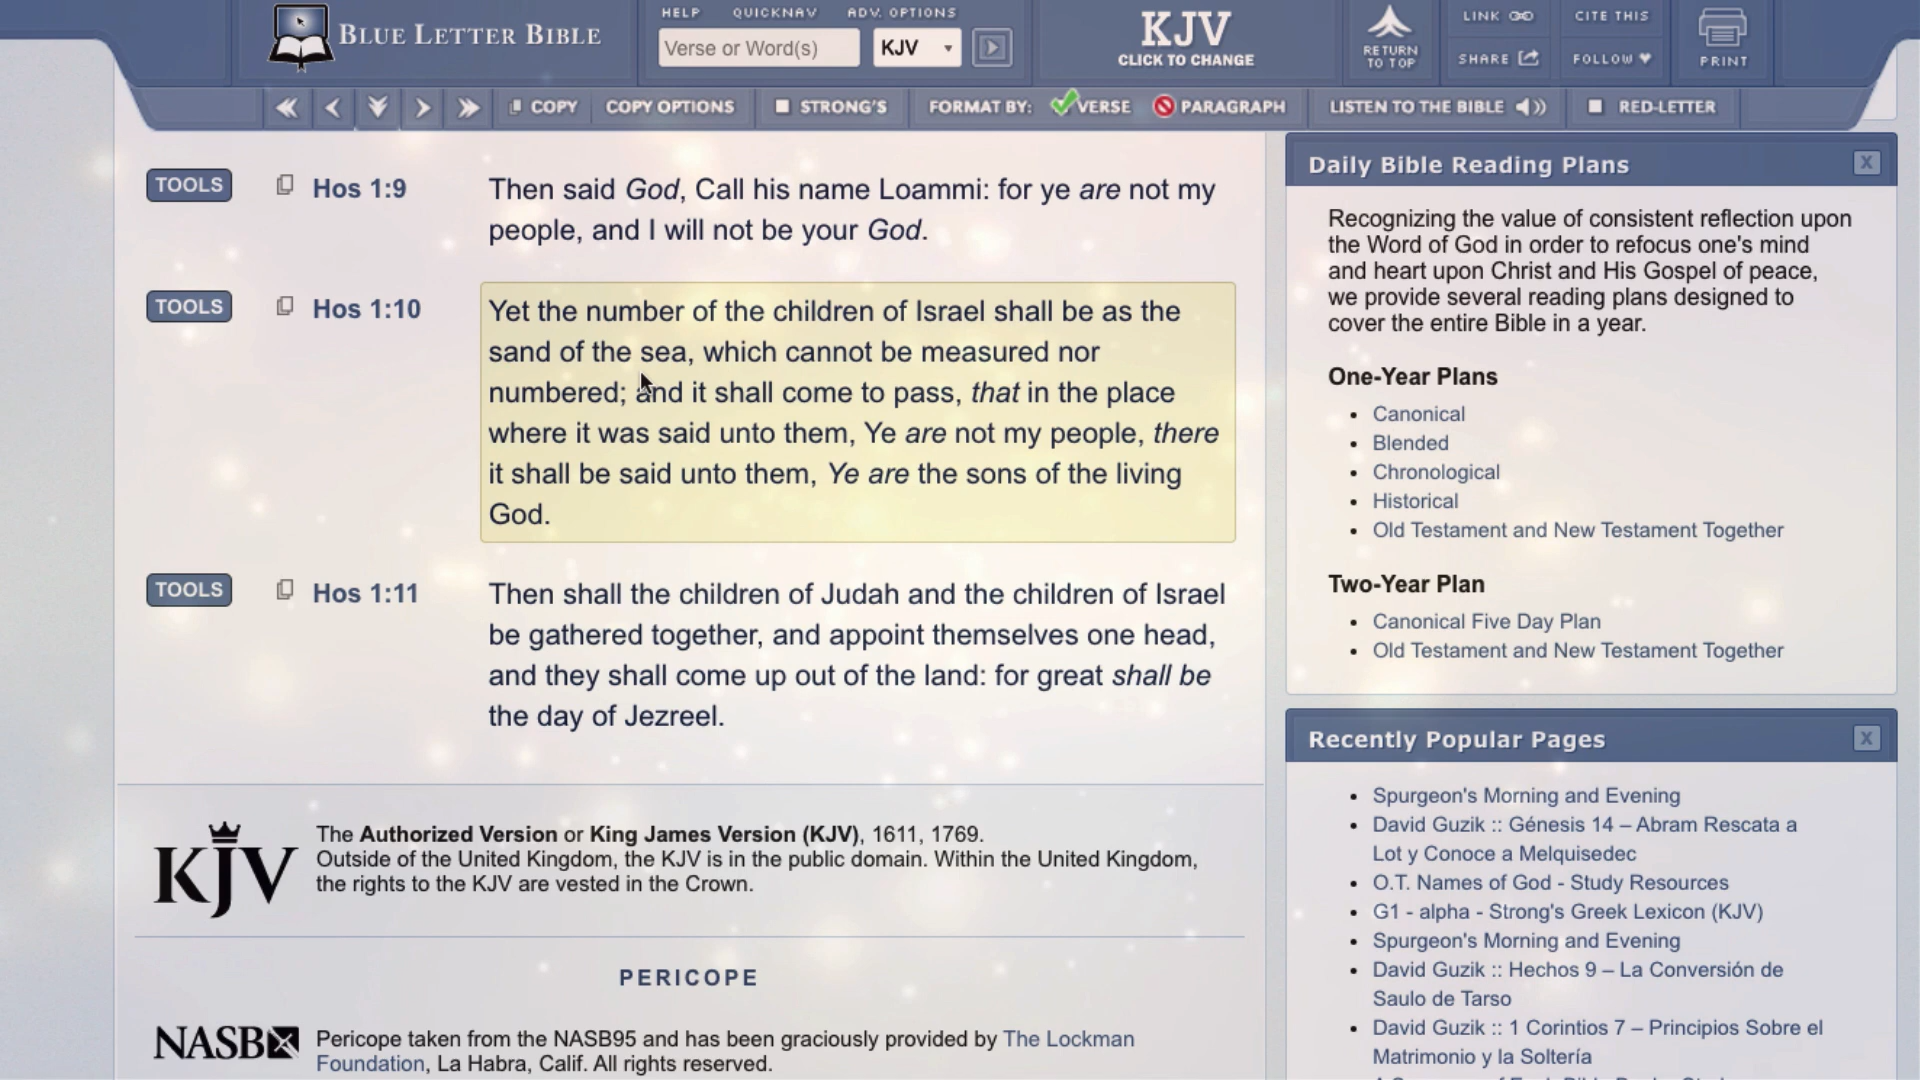 BLUE LETTER BIBLE
HELP QUICKNAV ADV. OPTIONS
Verse or Word(s) KJV
KJV
CLICK TO CHANGE
RETURN
TO TOP
LINK
SHARE
CITE THIS
FOLLOW
PRINT
COPY COPY OPTIONS STRONG'S FORMAT BY: VERSE PARAGRAPH LISTEN TO THE BIBLE RED-LETTER
TOOLS Hos 1:9 Then said God, Call his name Loammi: for ye are not my
people, and I will not be your God.
TOOLS Hos 1:10 Yet the number of the children of Israel shall be as the
sand of the sea, which cannot be measured nor
numbered; and it shall come to pass, that in the place
where it was said unto them, Ye are not my people, there
it shall be said unto them, Ye are the sons of the living
God.
TOOLS Hos 1:11 Then shall the children of Judah and the children of Israel
be gathered together, and appoint themselves one head,
and they shall come up out of the land: for great shall be
the day of Jezreel.
KJV
The Authorized Version or King James Version (KJV), 1611, 1769.
Outside of the United Kingdom, the KJV is in the public domain. Within the United Kingdom,
the rights to the KJV are vested in the Crown.
PERICOPE
NASB
Pericope taken from the NASB95 and has been graciously provided by The Lockman
Foundation, La Habra, Calif. All rights reserved.
Daily Bible Reading Plans X
Recognizing the value of consistent reflection upon
the Word of God in order to refocus one's mind
and heart upon Christ and His Gospel of peace,
we provide several reading plans designed to
cover the entire Bible in a year.
One-Year Plans
• Canonical
• Blended
• Chronological
• Historical
• Old Testament and New Testament Together
Two-Year Plan
• Canonical Five Day Plan
• Old Testament and New Testament Together
Recently Popular Pages X
• Spurgeon's Morning and Evening
• David Guzik :: Génesis 14 – Abram Rescata a
Lot y Conoce a Melquisedec
• O.T. Names of God - Study Resources
• G1 - alpha - Strong's Greek Lexicon (KJV)
• Spurgeon's Morning and Evening
• David Guzik :: Hechos 9 – La Conversión de
Saulo de Tarso
• David Guzik :: 1 Corintios 7 – Principios Sobre el
Matrimonio y la Soltería